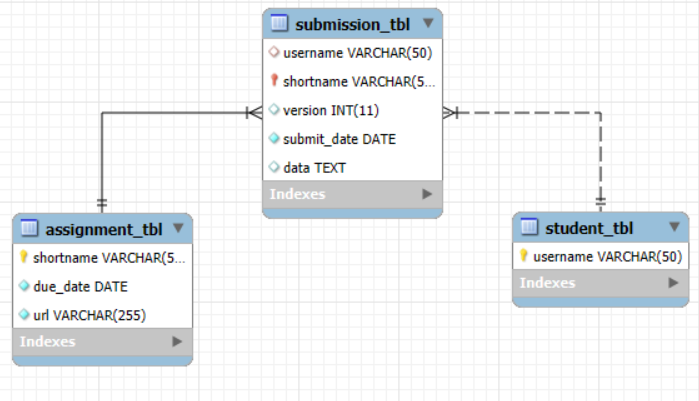 submission_tbl
username VARCHAR(50)
shortname VARCHAR(5...
version INT(11)
submit_date DATE
data TEXT
Indexes
assignment_tbl
shortname VARCHAR(5...
due_date DATE
url VARCHAR(255)
Indexes
student_tbl
username VARCHAR(50)
Indexes